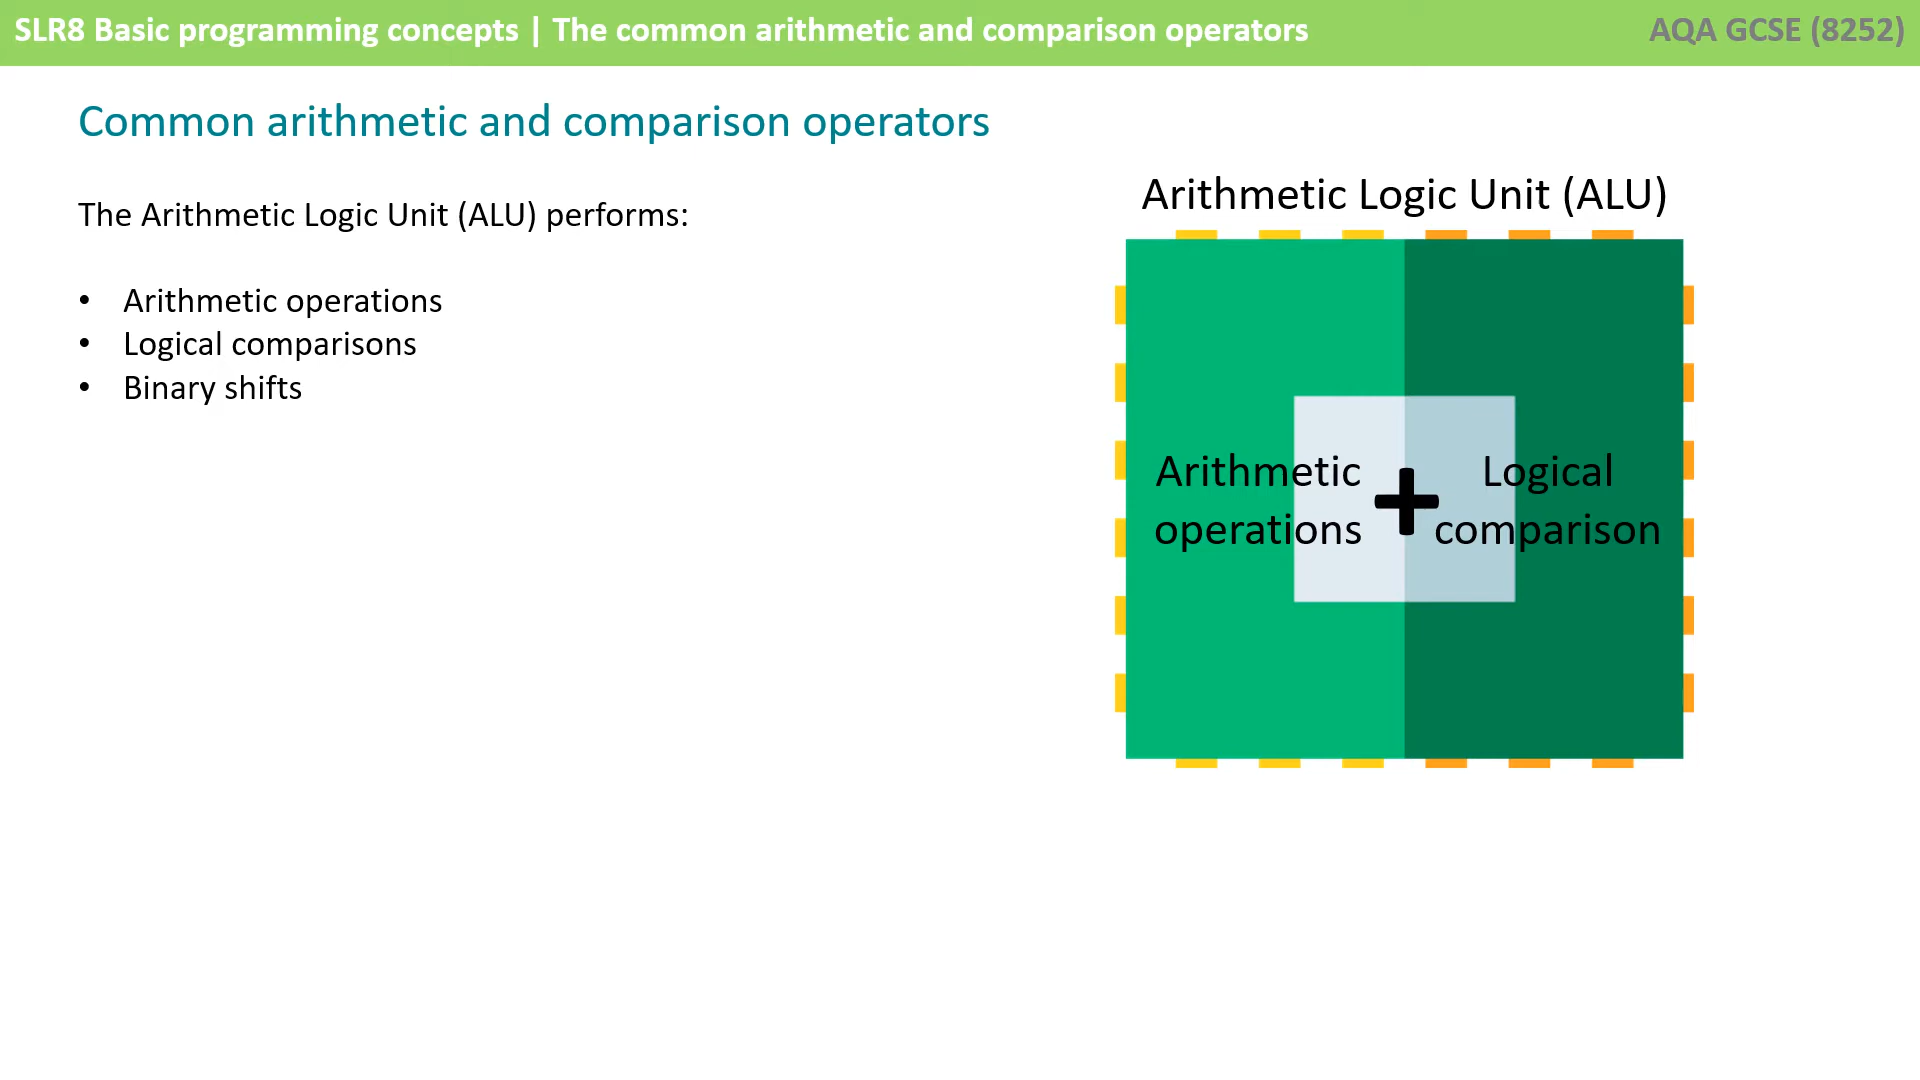 SLR8 Basic programming concepts | The common arithmetic and comparison operators
AQA GCSE (8252)
Common arithmetic and comparison operators
The Arithmetic Logic Unit (ALU) performs:
• Arithmetic operations
• Logical comparisons
• Binary shifts
Arithmetic Logic Unit (ALU)
Arithmetic
operations
+
Logical
comparison